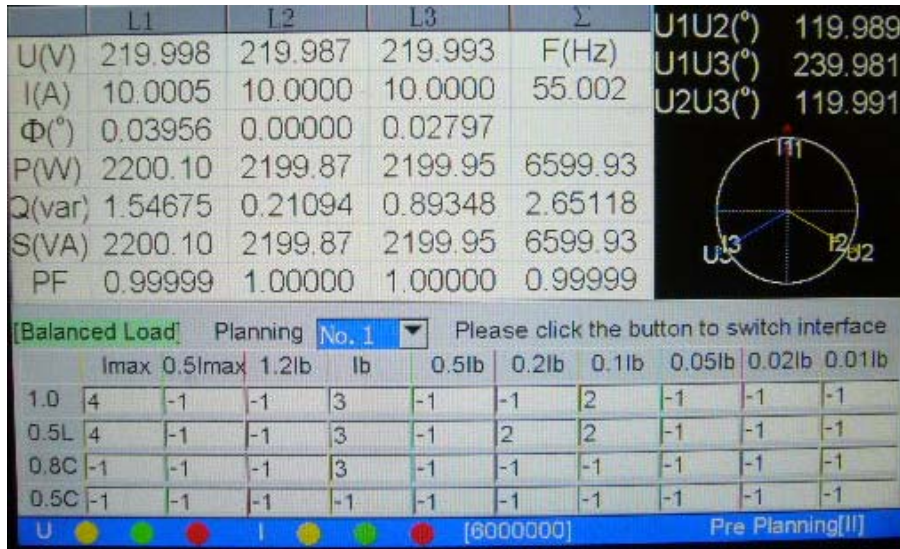 L1 L2 L3 Σ
U(V) 219.998 219.987 219.993 F(Hz)
I(A) 10.0005 10.0000 10.0000 55.002
Φ(°) 0.03956 0.00000 0.02797
P(W) 2200.10 2199.87 2199.95 6599.93
Q(var) 1.54675 0.21094 0.89348 2.65118
S(VA) 2200.10 2199.87 2199.95 6599.93
PF 0.99999 1.00000 1.00000 0.99999
U1U2(°) 119.989
U1U3(°) 239.981
U2U3(°) 119.991
U3 I3 I2 U2
[Balanced Load] Planning No. 1 Please click the button to switch interface
Imax 0.5Imax 1.2Ib Ib 0.5Ib 0.2Ib 0.1Ib 0.05Ib 0.02Ib 0.01Ib
1.0 4 -1 -1 3 -1 -1 2 -1 -1 -1
0.5L 4 -1 -1 3 -1 2 2 -1 -1 -1
0.8C -1 -1 -1 3 -1 -1 -1 -1 -1 -1
0.5C -1 -1 -1 -1 -1 -1 -1 -1 -1 -1
U I [6000000] Pre Planning[II]